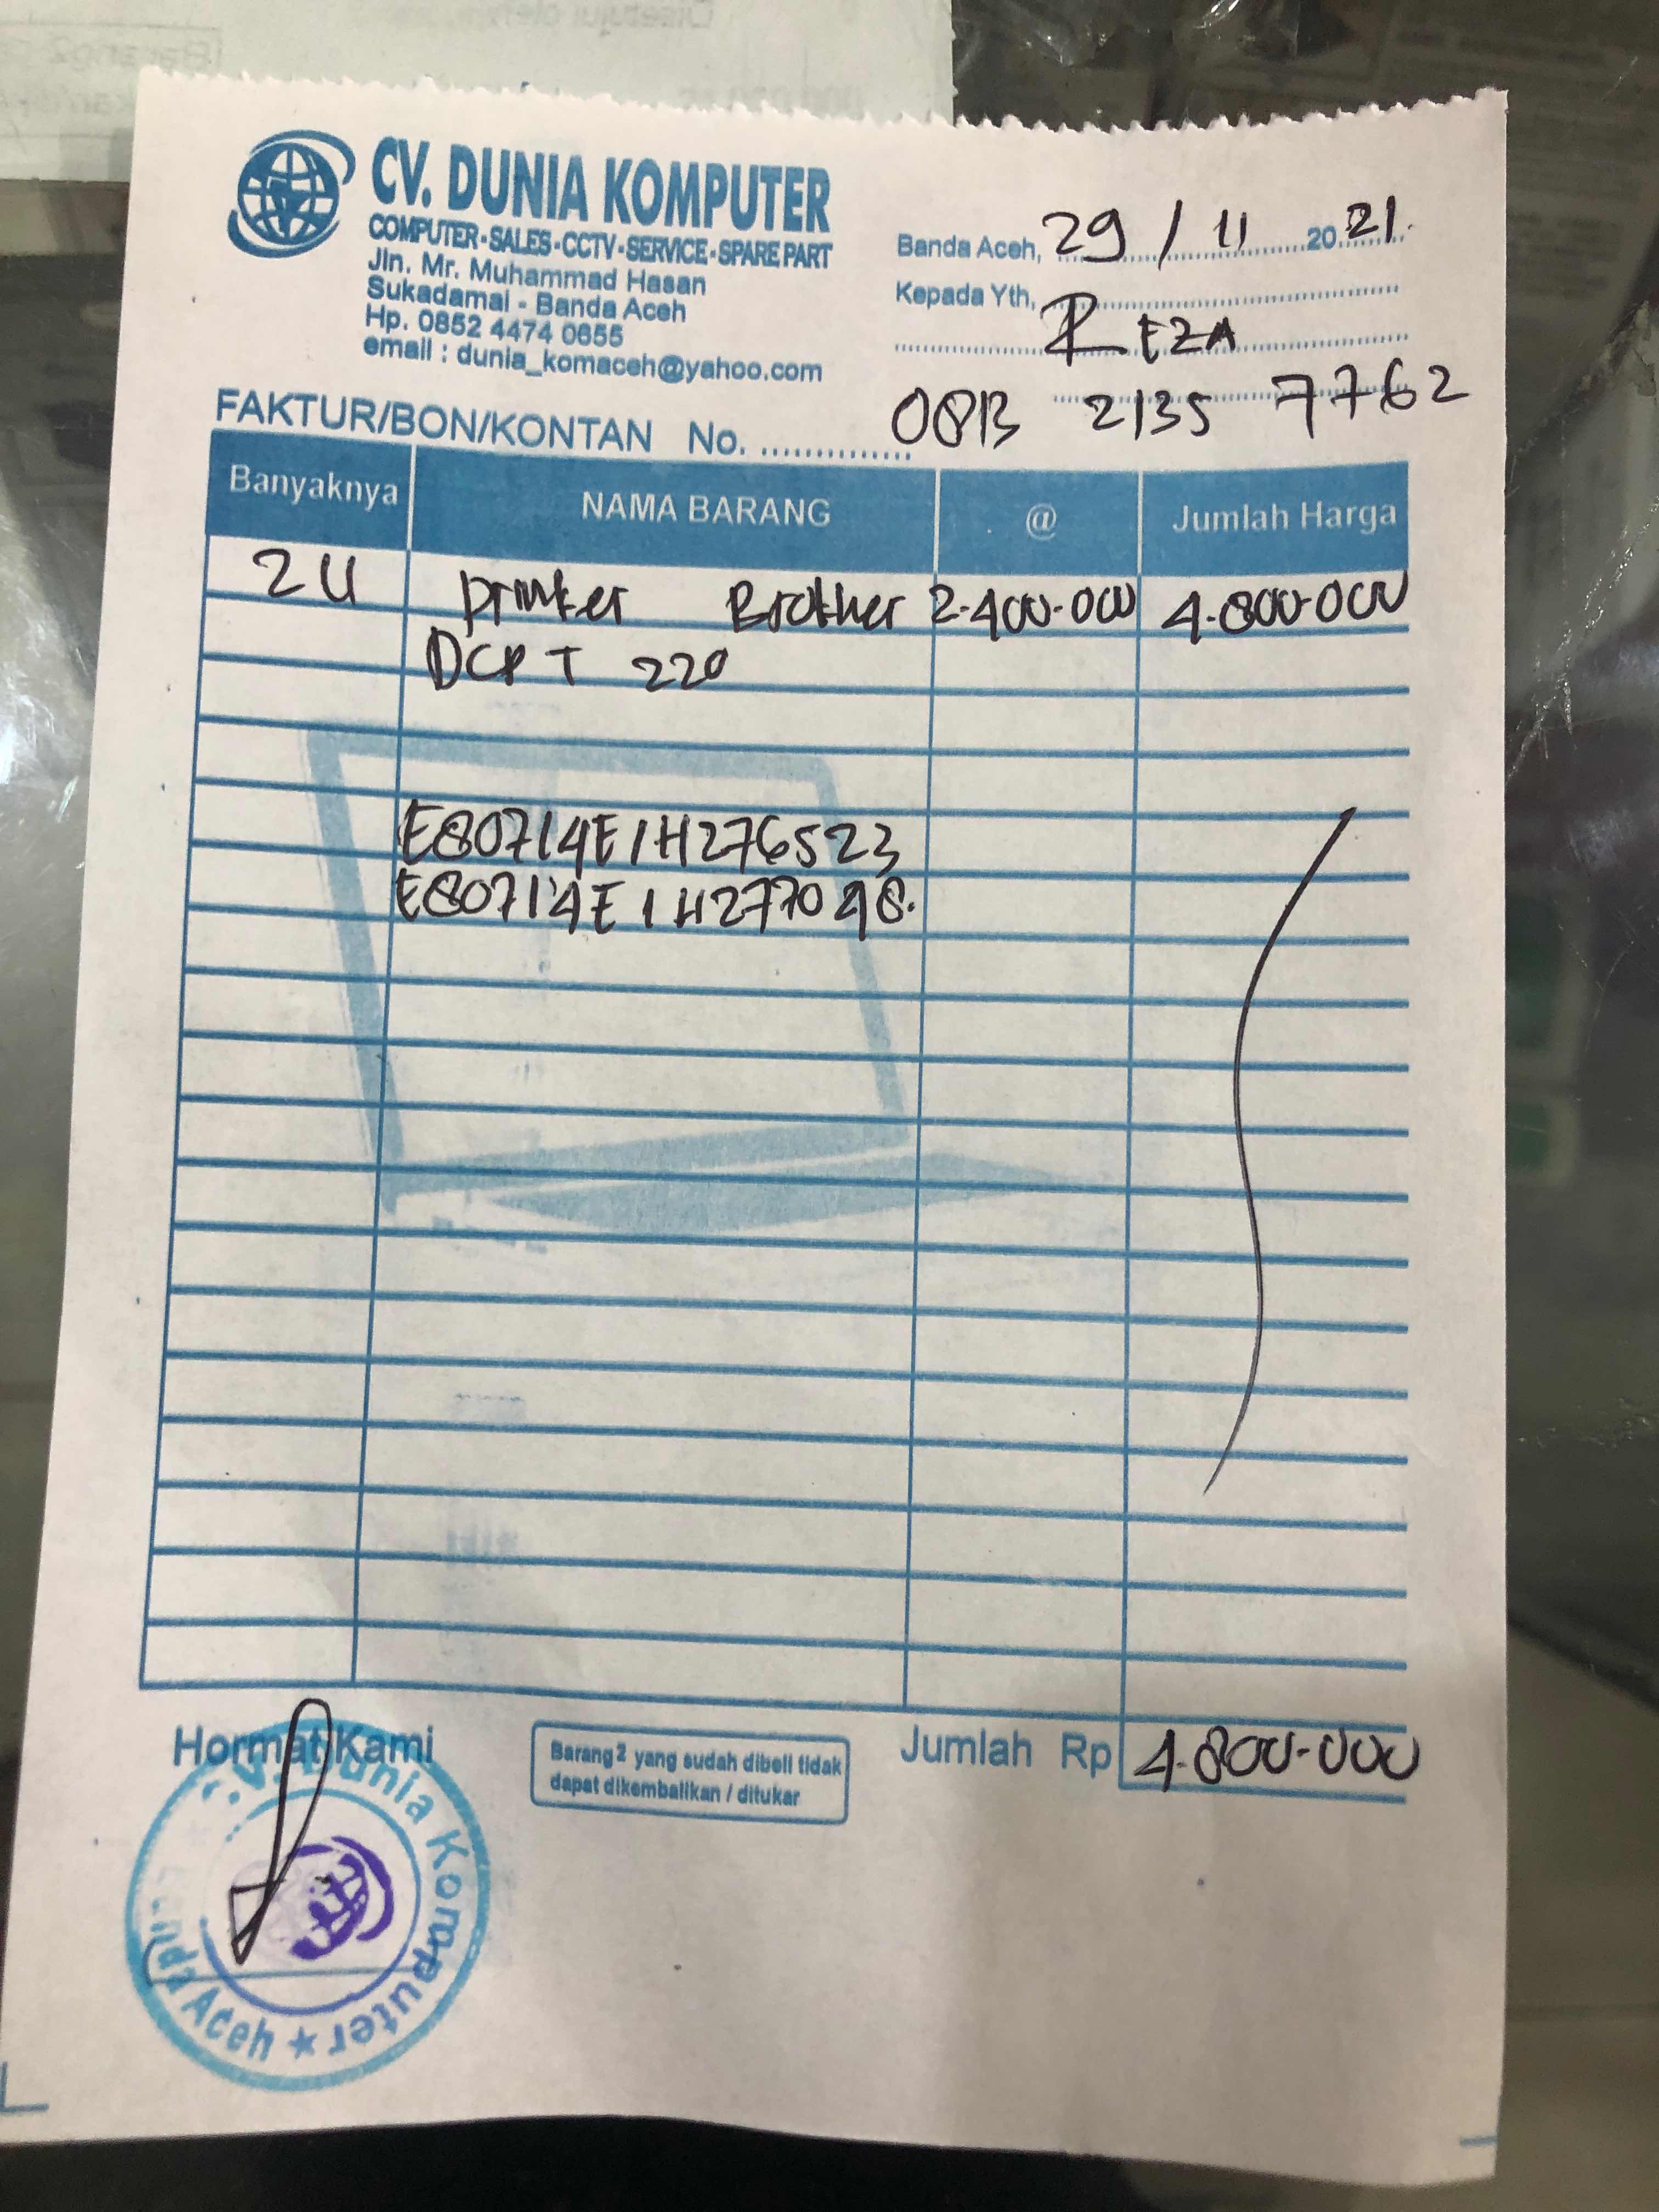 CV. DUNIA KOMPUTER
COMPUTER - SALES - CCTV - SERVICE - SPARE PART
Jln. Mr. Muhammad Hasan
Sukadamai - Banda Aceh
Hp. 0852 4474 0655
email : dunia_komaceh@yahoo.com
Banda Aceh, 29 / 11 20 21.
Kepada Yth,
REZA
0813 2135 7762
FAKTUR/BON/KONTAN No. ...............
Banyaknya NAMA BARANG @ Jumlah Harga
2 U printer Brother 2.400.000 4.800.000
DCP T 220
E80714E1H276523
E80714E1H277048.
Hormat Kami
Barang2 yang sudah dibeli tidak
dapat dikembalikan / ditukar
Jumlah Rp 4.800.000
C.V. Dunia Komputer ★ Banda Aceh